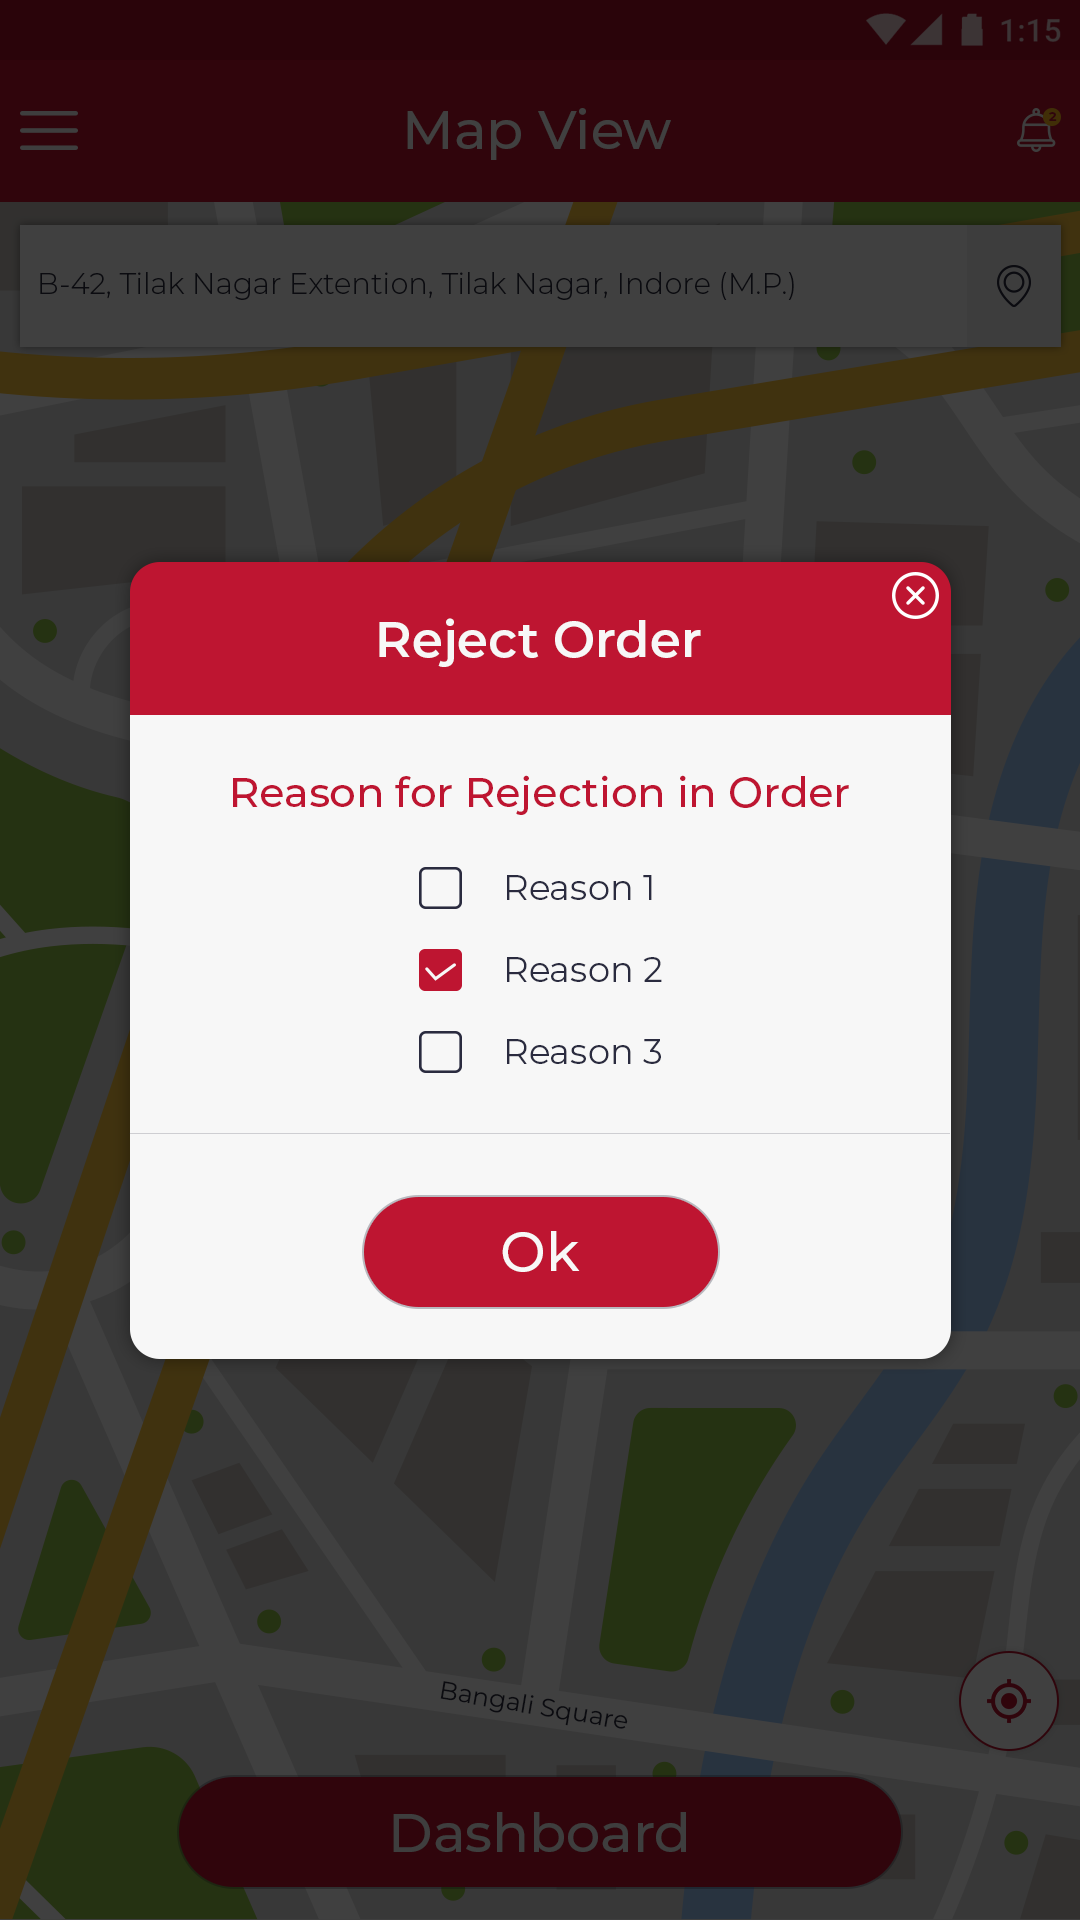 1:15
Map View
2
B-42, Tilak Nagar Extention, Tilak Nagar, Indore (M.P.)
Reject Order
Reason for Rejection in Order
Reason 1
Reason 2
Reason 3
Ok
Bangali Square
Dashboard